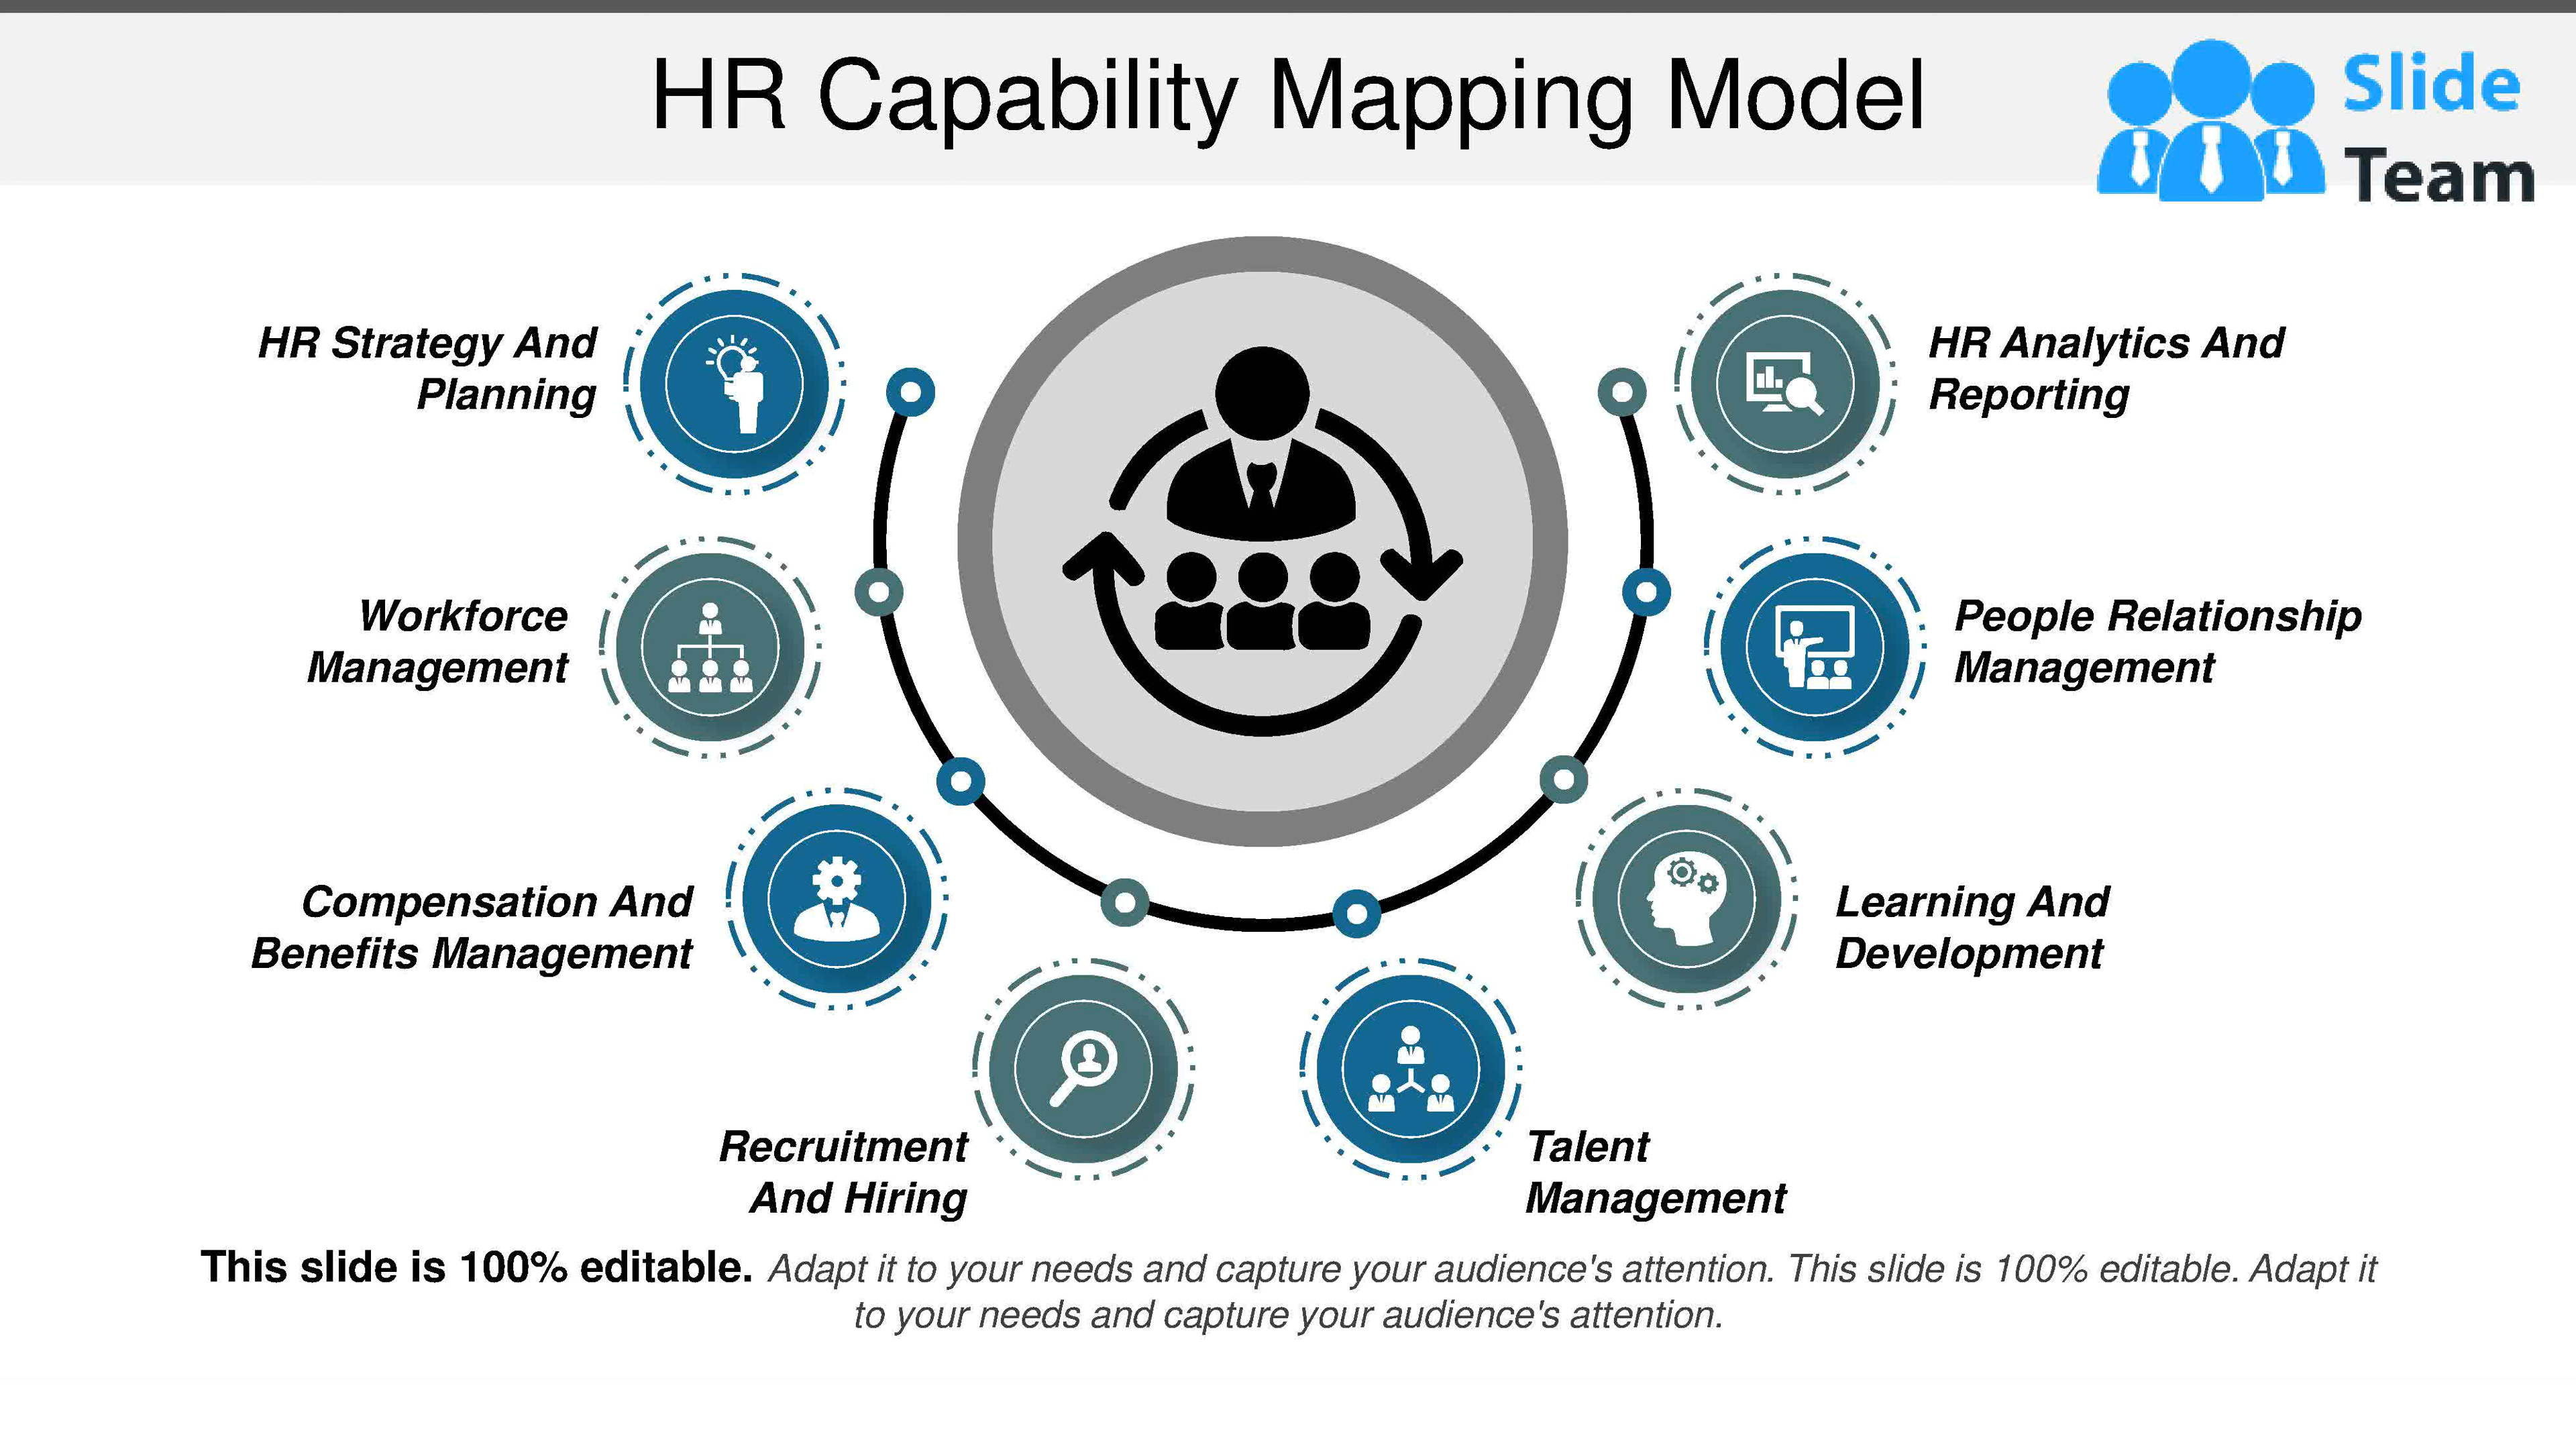 HR Capability Mapping Model
Slide
Team
HR Strategy And
Planning
Workforce
Management
Compensation And
Benefits Management
Recruitment
And Hiring
Talent
Management
Learning And
Development
People Relationship
Management
HR Analytics And
Reporting
This slide is 100% editable. Adapt it to your needs and capture your audience's attention. This slide is 100% editable. Adapt it
to your needs and capture your audience's attention.